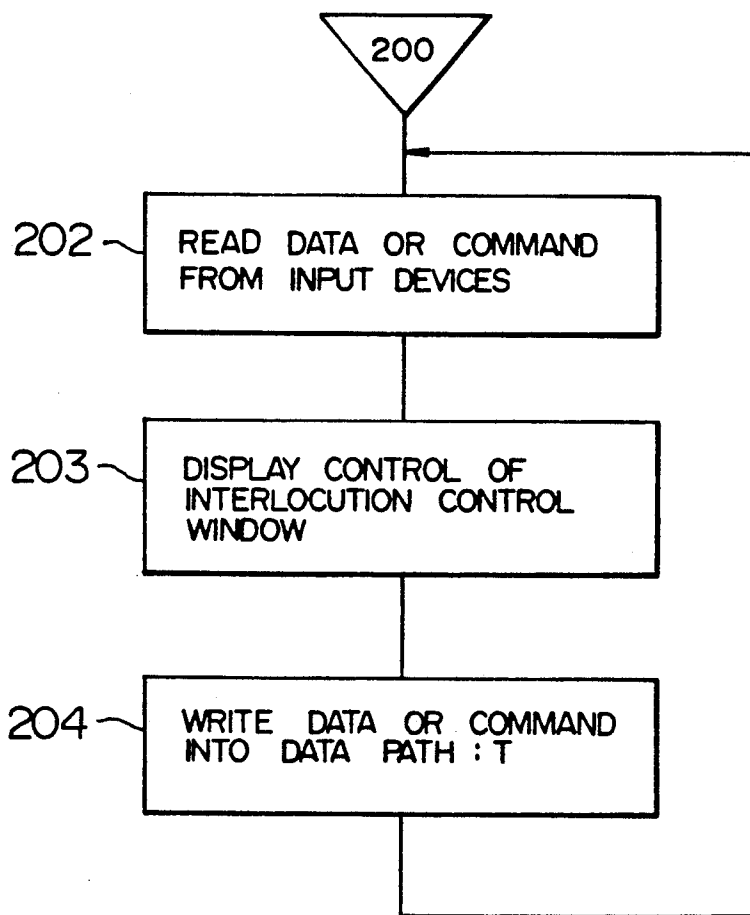 200
202
READ DATA OR COMMAND
FROM INPUT DEVICES
203
DISPLAY CONTROL OF
INTERLOCUTION CONTROL
WINDOW
204
WRITE DATA OR COMMAND
INTO DATA PATH : T